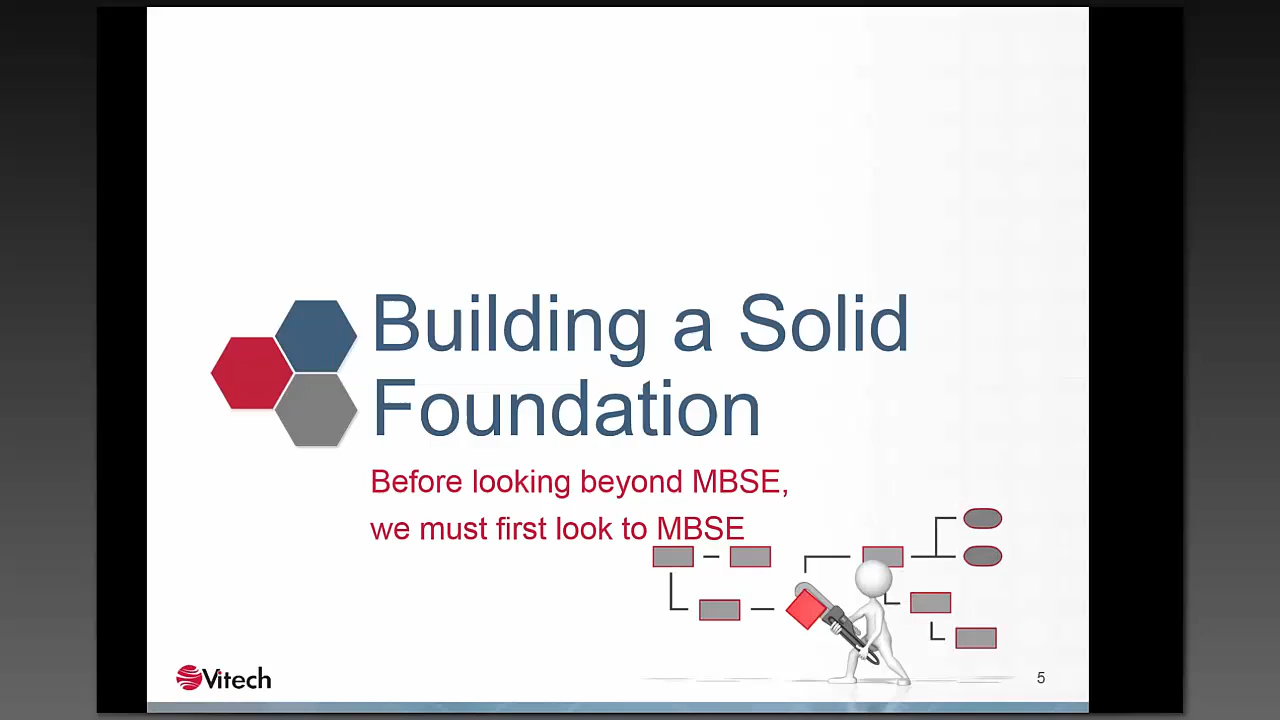 Building a Solid
Foundation
Before looking beyond MBSE,
we must first look to MBSE
Vitech
5